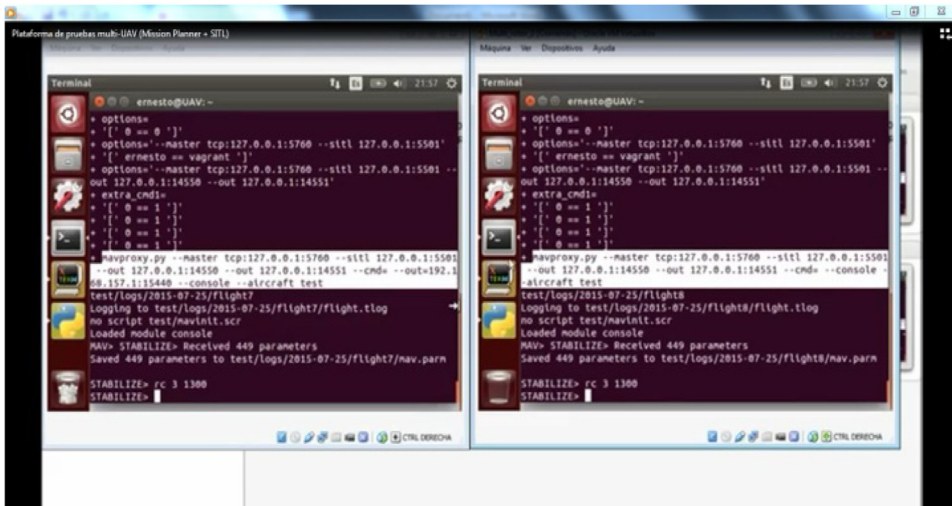 Plataforma de pruebas multi-UAV (Mission Planner + SITL)
Máquina Ver Dispositivos Ayuda
Terminal
Es
21:57
ernesto@UAV: ~
+ options=
+ '[' 0 == 0 ']'
+ options='--master tcp:127.0.0.1:5760 --sitl 127.0.0.1:5501'
+ '[' ernesto == vagrant ']'
+ options='--master tcp:127.0.0.1:5760 --sitl 127.0.0.1:5501 --
out 127.0.0.1:14550 --out 127.0.0.1:14551'
+ extra_cmd1=
+ '[' 0 == 1 ']'
+ '[' 0 == 1 ']'
+ '[' 0 == 1 ']'
+ '[' 0 == 1 ']'
+ mavproxy.py --master tcp:127.0.0.1:5760 --sitl 127.0.0.1:5501
--out 127.0.0.1:14550 --out 127.0.0.1:14551 --cmd= --out=192.1
68.157.1:15440 --console --aircraft test
test/logs/2015-07-25/flight7
Logging to test/logs/2015-07-25/flight7/flight.tlog
no script test/mavinit.scr
Loaded module console
MAV> STABILIZE> Received 449 parameters
Saved 449 parameters to test/logs/2015-07-25/flight7/mav.parm
STABILIZE> rc 3 1300
STABILIZE>
CTRL DERECHA
Máquina Ver Dispositivos Ayuda
Terminal
Es
21:57
ernesto@UAV: ~
+ options=
+ '[' 0 == 0 ']'
+ options='--master tcp:127.0.0.1:5760 --sitl 127.0.0.1:5501'
+ '[' ernesto == vagrant ']'
+ options='--master tcp:127.0.0.1:5760 --sitl 127.0.0.1:5501 --
out 127.0.0.1:14550 --out 127.0.0.1:14551'
+ extra_cmd1=
+ '[' 0 == 1 ']'
+ '[' 0 == 1 ']'
+ '[' 0 == 1 ']'
+ '[' 0 == 1 ']'
+ mavproxy.py --master tcp:127.0.0.1:5760 --sitl 127.0.0.1:5501
--out 127.0.0.1:14550 --out 127.0.0.1:14551 --cmd= --console -
-aircraft test
test/logs/2015-07-25/flight8
Logging to test/logs/2015-07-25/flight8/flight.tlog
no script test/mavinit.scr
Loaded module console
MAV> STABILIZE> Received 449 parameters
Saved 449 parameters to test/logs/2015-07-25/flight8/mav.parm
STABILIZE> rc 3 1300
STABILIZE>
CTRL DERECHA